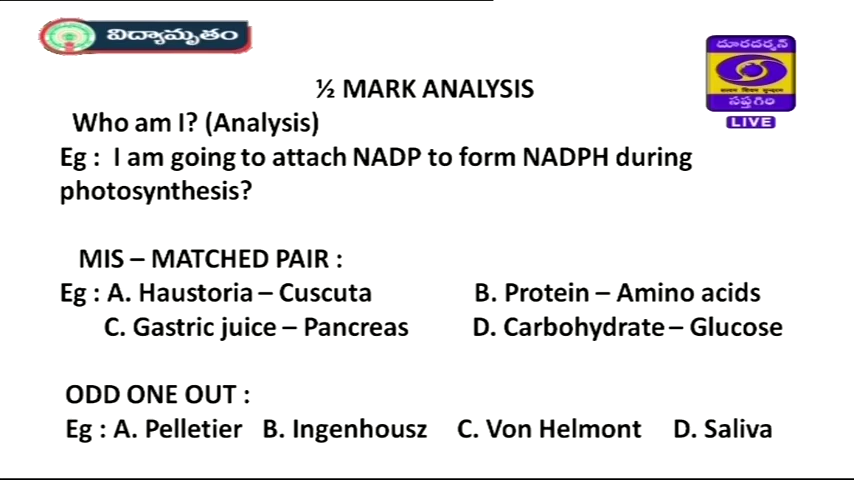 విద్యామృతం
దూరదర్శన్
సప్తగిరి
LIVE
½ MARK ANALYSIS
Who am I? (Analysis)
Eg : I am going to attach NADP to form NADPH during
photosynthesis?
MIS – MATCHED PAIR :
Eg : A. Haustoria – Cuscuta B. Protein – Amino acids
C. Gastric juice – Pancreas D. Carbohydrate – Glucose
ODD ONE OUT :
Eg : A. Pelletier B. Ingenhousz C. Von Helmont D. Saliva